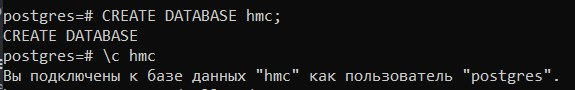 postgres=# CREATE DATABASE hmc;
CREATE DATABASE
postgres=# \c hmc
Вы подключены к базе данных "hmc" как пользователь "postgres".